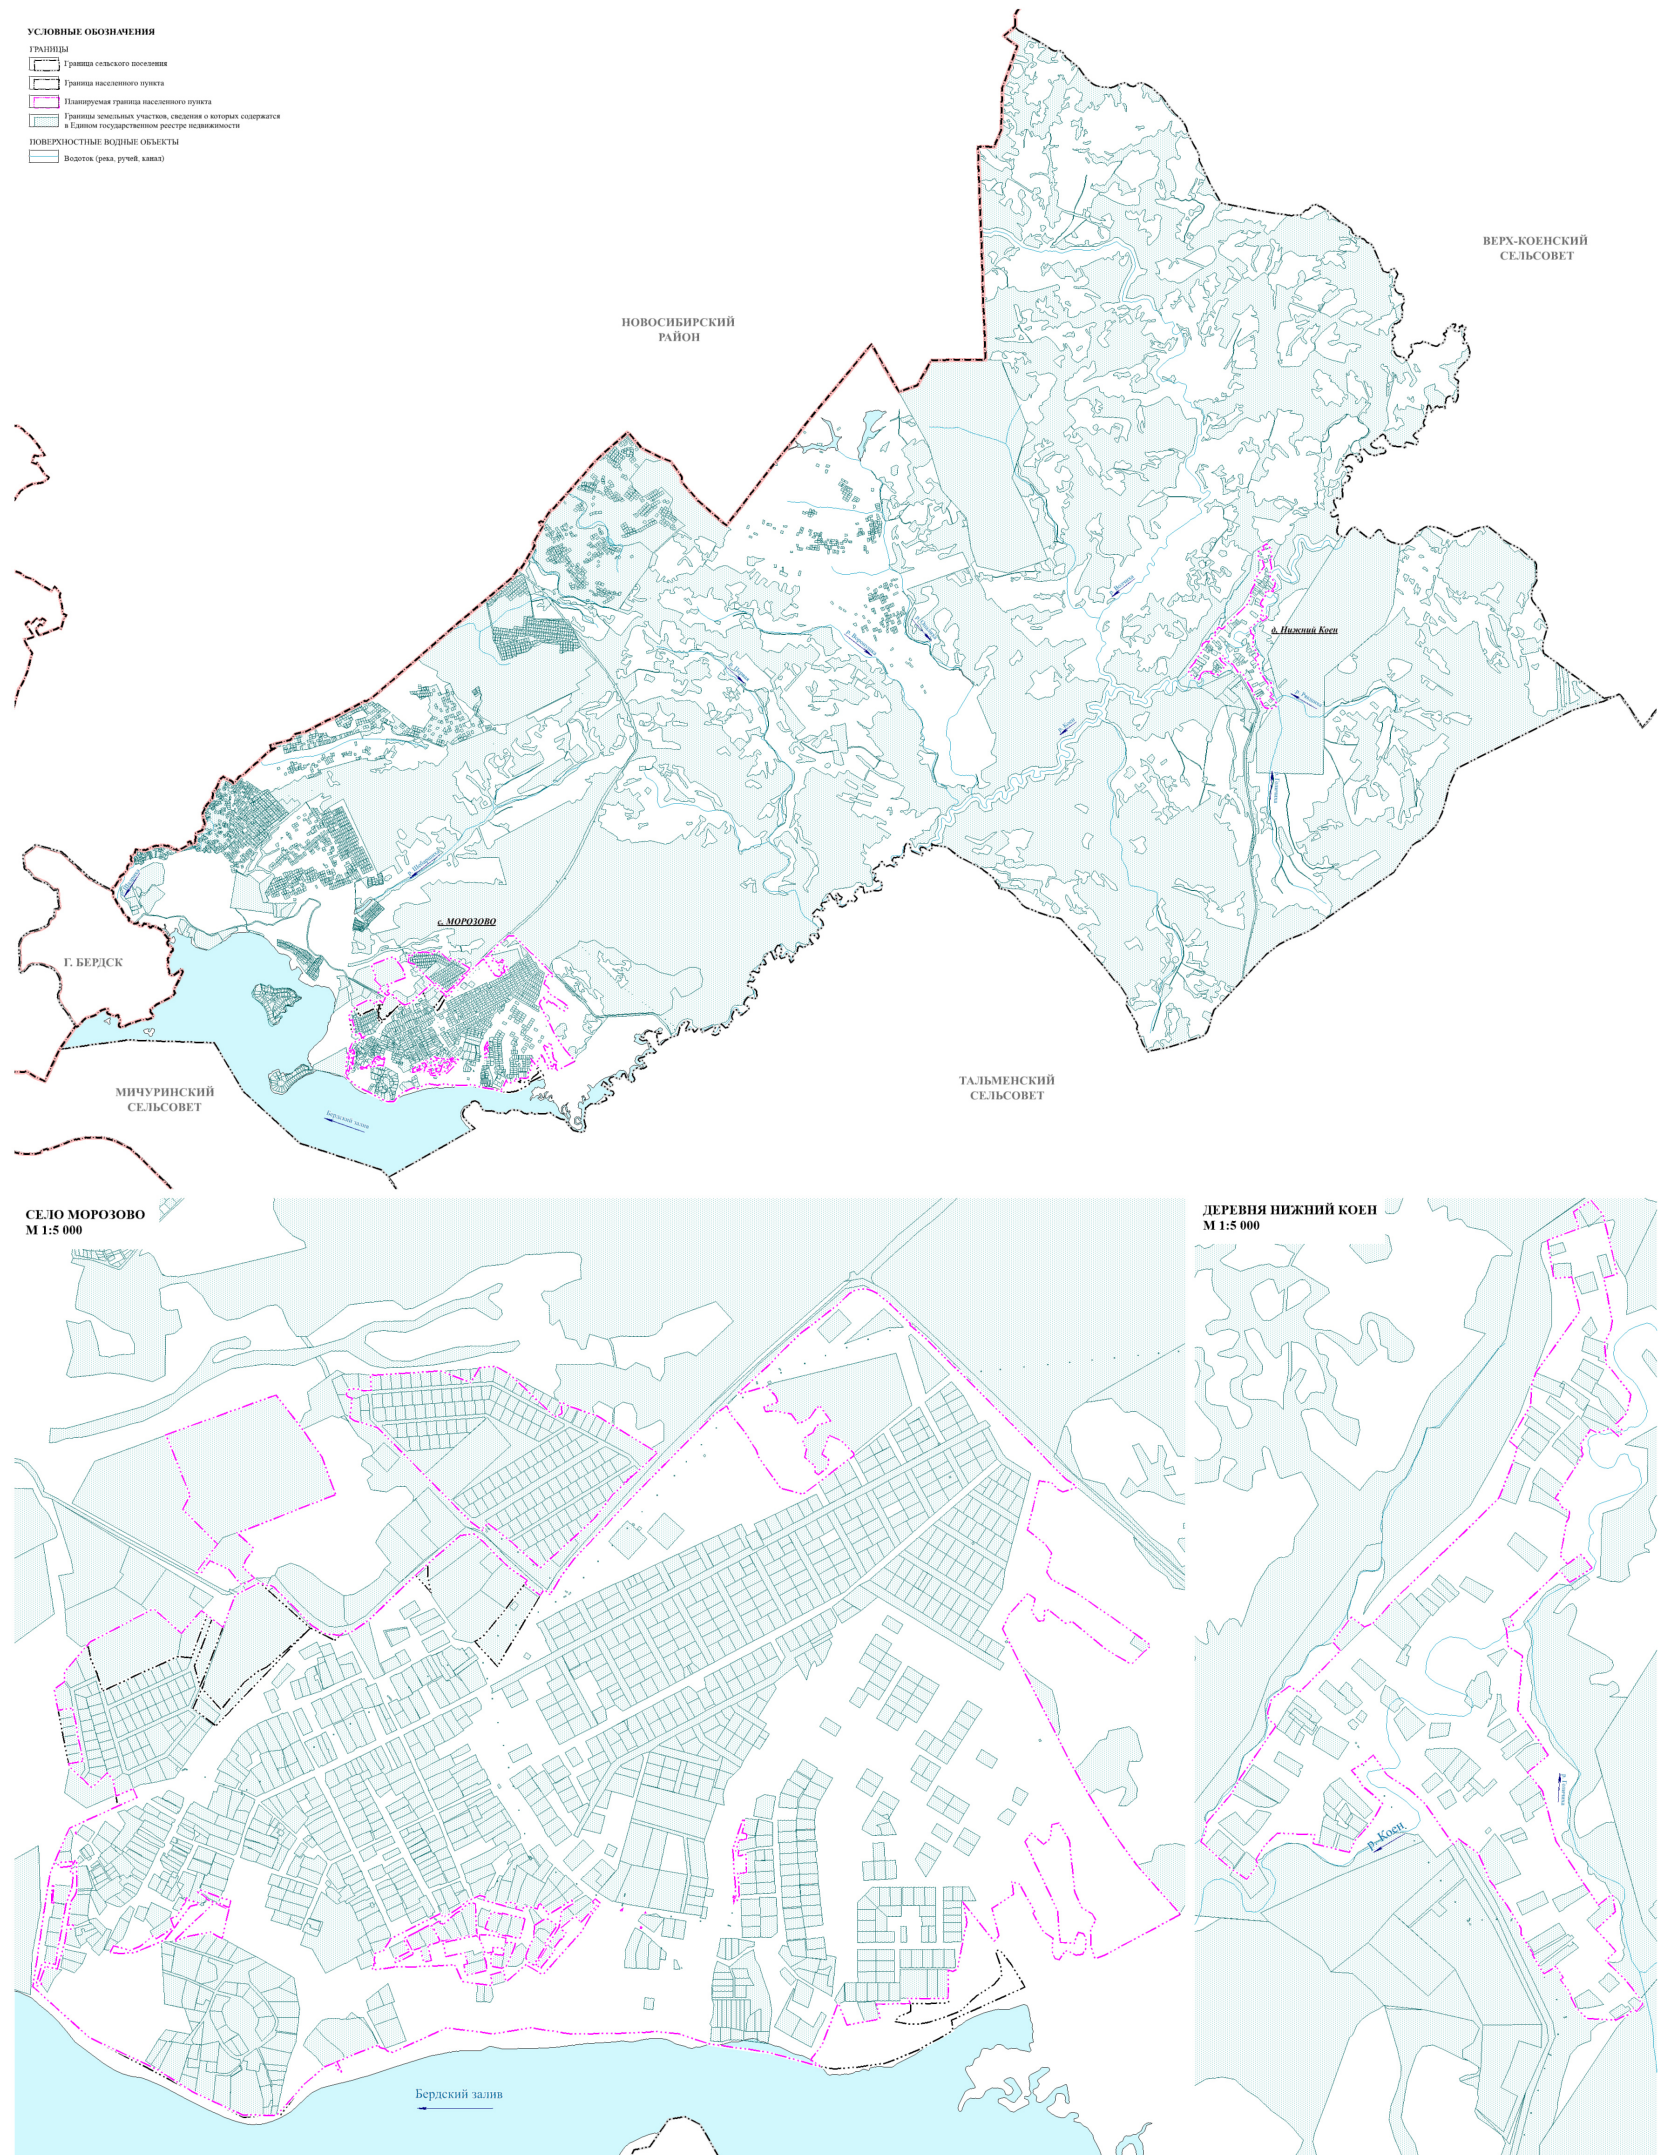 УСЛОВНЫЕ ОБОЗНАЧЕНИЯ
ГРАНИЦЫ
Граница сельского поселения
Граница населенного пункта
Планируемая граница населенного пункта
Границы земельных участков, сведения о которых содержатся
в Едином государственном реестре недвижимости
ПОВЕРХНОСТНЫЕ ВОДНЫЕ ОБЪЕКТЫ
Водоток (река, ручей, канал)
ВЕРХ-КОЕНСКИЙ
СЕЛЬСОВЕТ
НОВОСИБИРСКИЙ
РАЙОН
д. Нижний Коен
р. Коен
с. МОРОЗОВО
Г. БЕРДСК
МИЧУРИНСКИЙ
СЕЛЬСОВЕТ
ТАЛЬМЕНСКИЙ
СЕЛЬСОВЕТ
Бердский залив
СЕЛО МОРОЗОВО
М 1:5 000
ДЕРЕВНЯ НИЖНИЙ КОЕН
М 1:5 000
р. Коен
Бердский залив